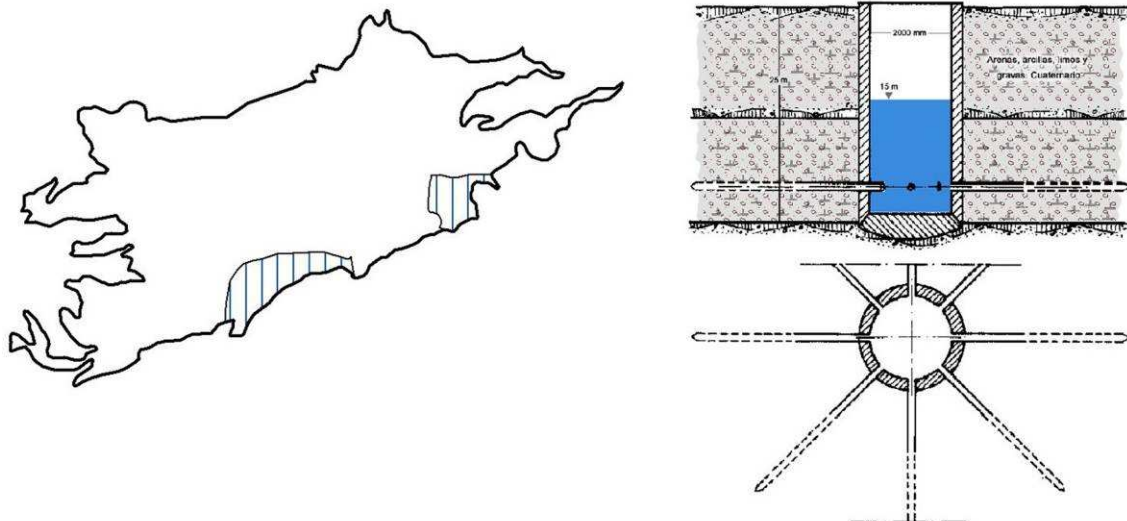 2000 mm
Arenas, arcillas, limos y
gravas. Cuaternario
25 m
15 m